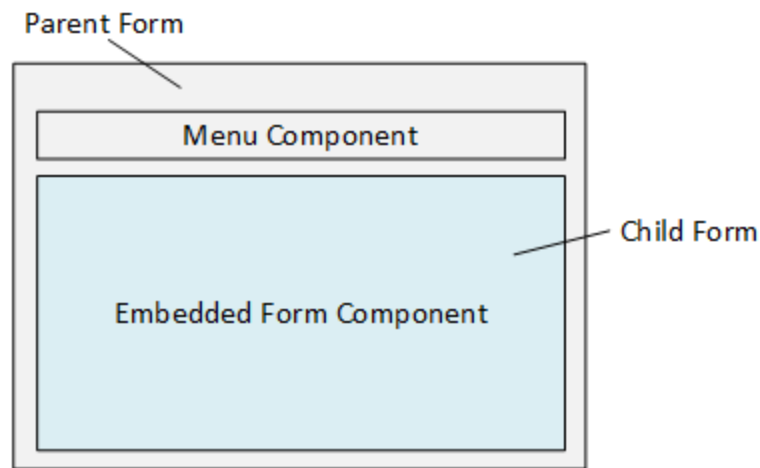 Parent Form
Menu Component
Child Form
Embedded Form Component